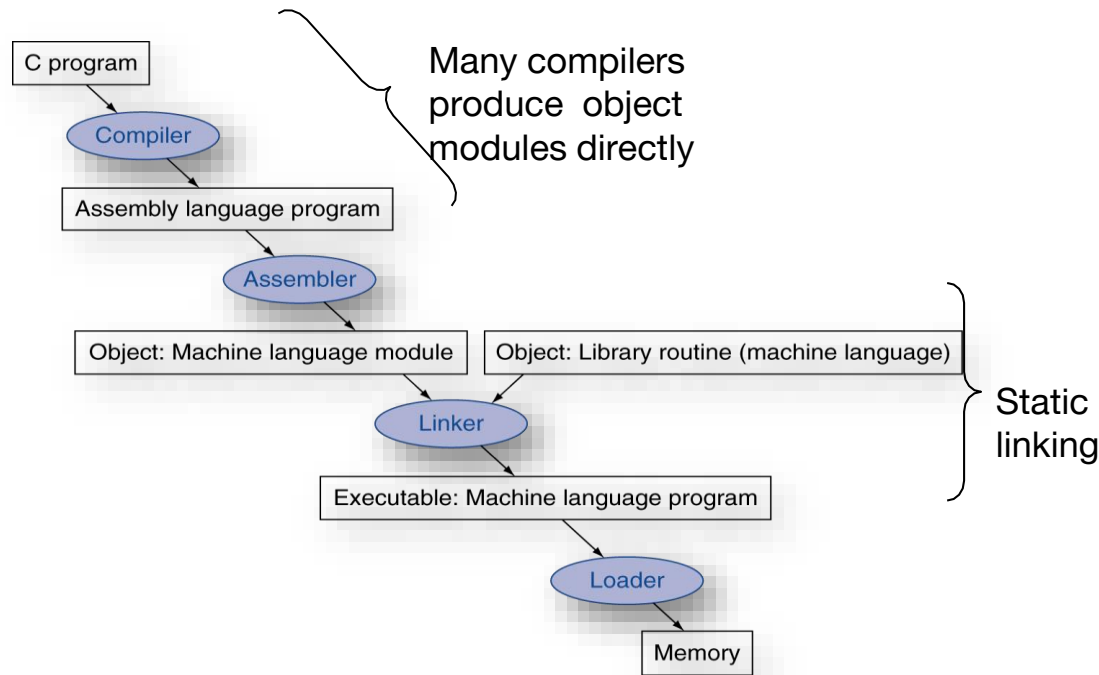 C program
Many compilers
produce object
modules directly
Compiler
Assembly language program
Assembler
Object: Machine language module
Object: Library routine (machine language)
Static
linking
Linker
Executable: Machine language program
Loader
Memory